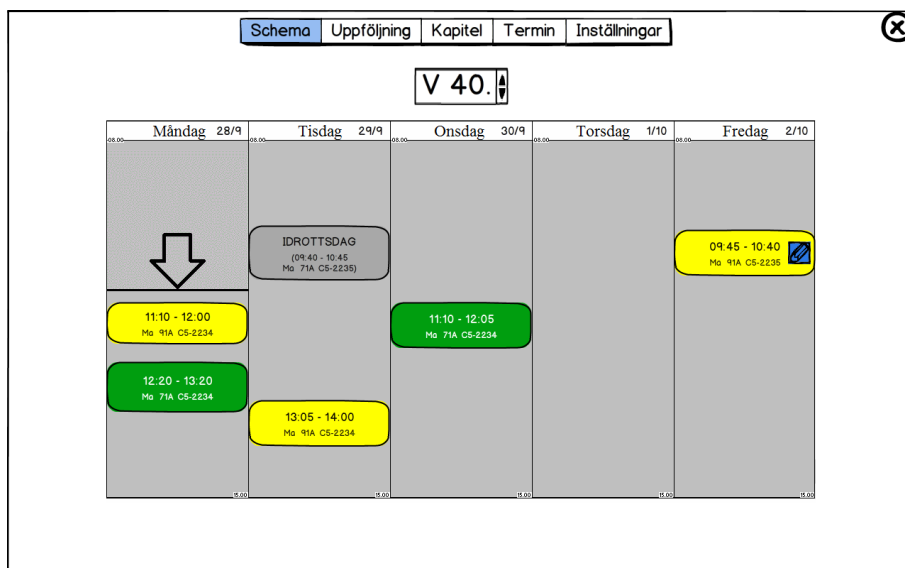 Schema Uppföljning Kapitel Termin Inställningar
V 40.
Måndag 28/9 Tisdag 29/9 Onsdag 30/9 Torsdag 1/10 Fredag 2/10
08.00 08.00 08.00 08.00 08.00
IDROTTSDAG
(09:40 - 10:45
Ma 71A C5-2235)
09:45 - 10:40
Ma 91A C5-2235
11:10 - 12:00
Ma 91A C5-2234
11:10 - 12:05
Ma 71A C5-2234
12:20 - 13:20
Ma 71A C5-2234
13:05 - 14:00
Ma 91A C5-2234
15.00 15.00 15.00 15.00 15.00